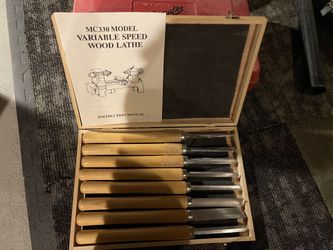 MC330 MODEL
VARIABLE SPEED
WOOD LATHE
INSTRUCTION MANUAL